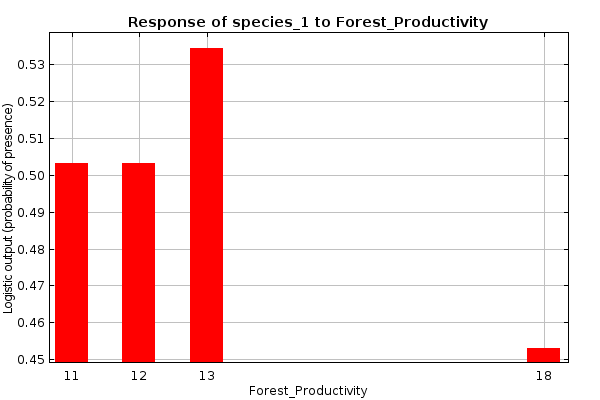 Response of species_1 to Forest_Productivity
Logistic output (probability of presence)
0.53
0.52
0.51
0.50
0.49
0.48
0.47
0.46
0.45
11 12 13 18
Forest_Productivity